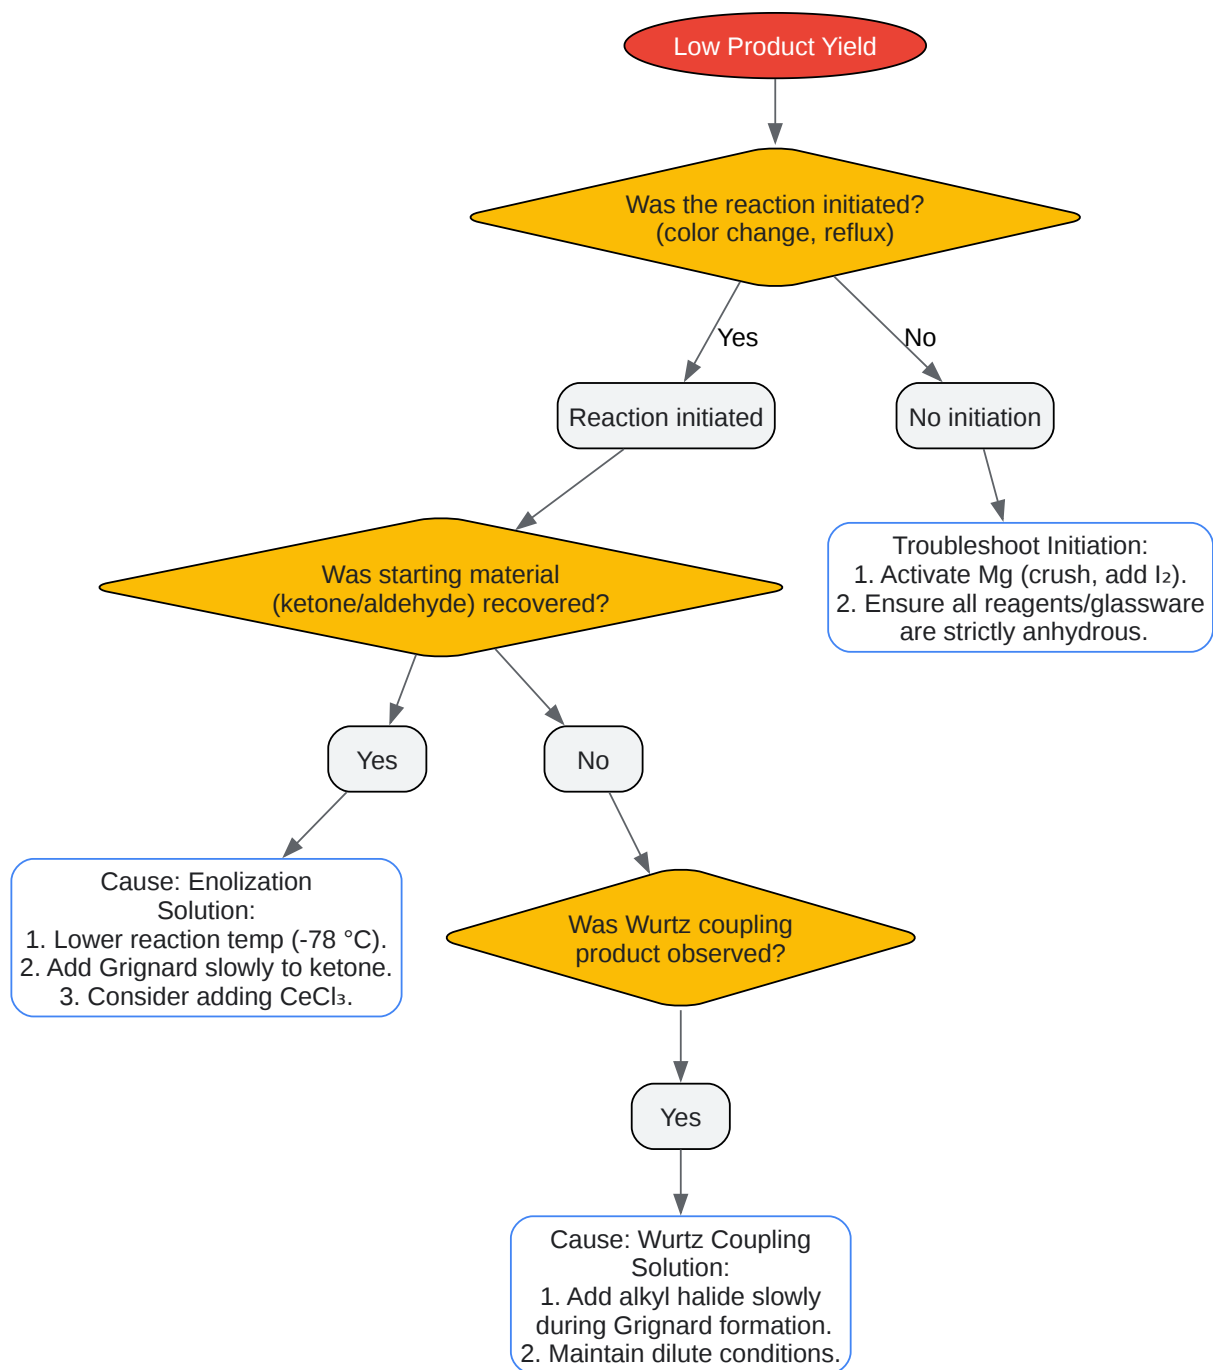 Low Product Yield
Was the reaction initiated?
(color change, reflux)
Yes
No
Reaction initiated
No initiation
Was starting material
(ketone/aldehyde) recovered?
Troubleshoot Initiation:
1. Activate Mg (crush, add I₂).
2. Ensure all reagents/glassware
are strictly anhydrous.
Yes
No
Cause: Enolization
Solution:
1. Lower reaction temp (-78 °C).
2. Add Grignard slowly to ketone.
3. Consider adding CeCl₃.
Was Wurtz coupling
product observed?
Yes
Cause: Wurtz Coupling
Solution:
1. Add alkyl halide slowly
during Grignard formation.
2. Maintain dilute conditions.